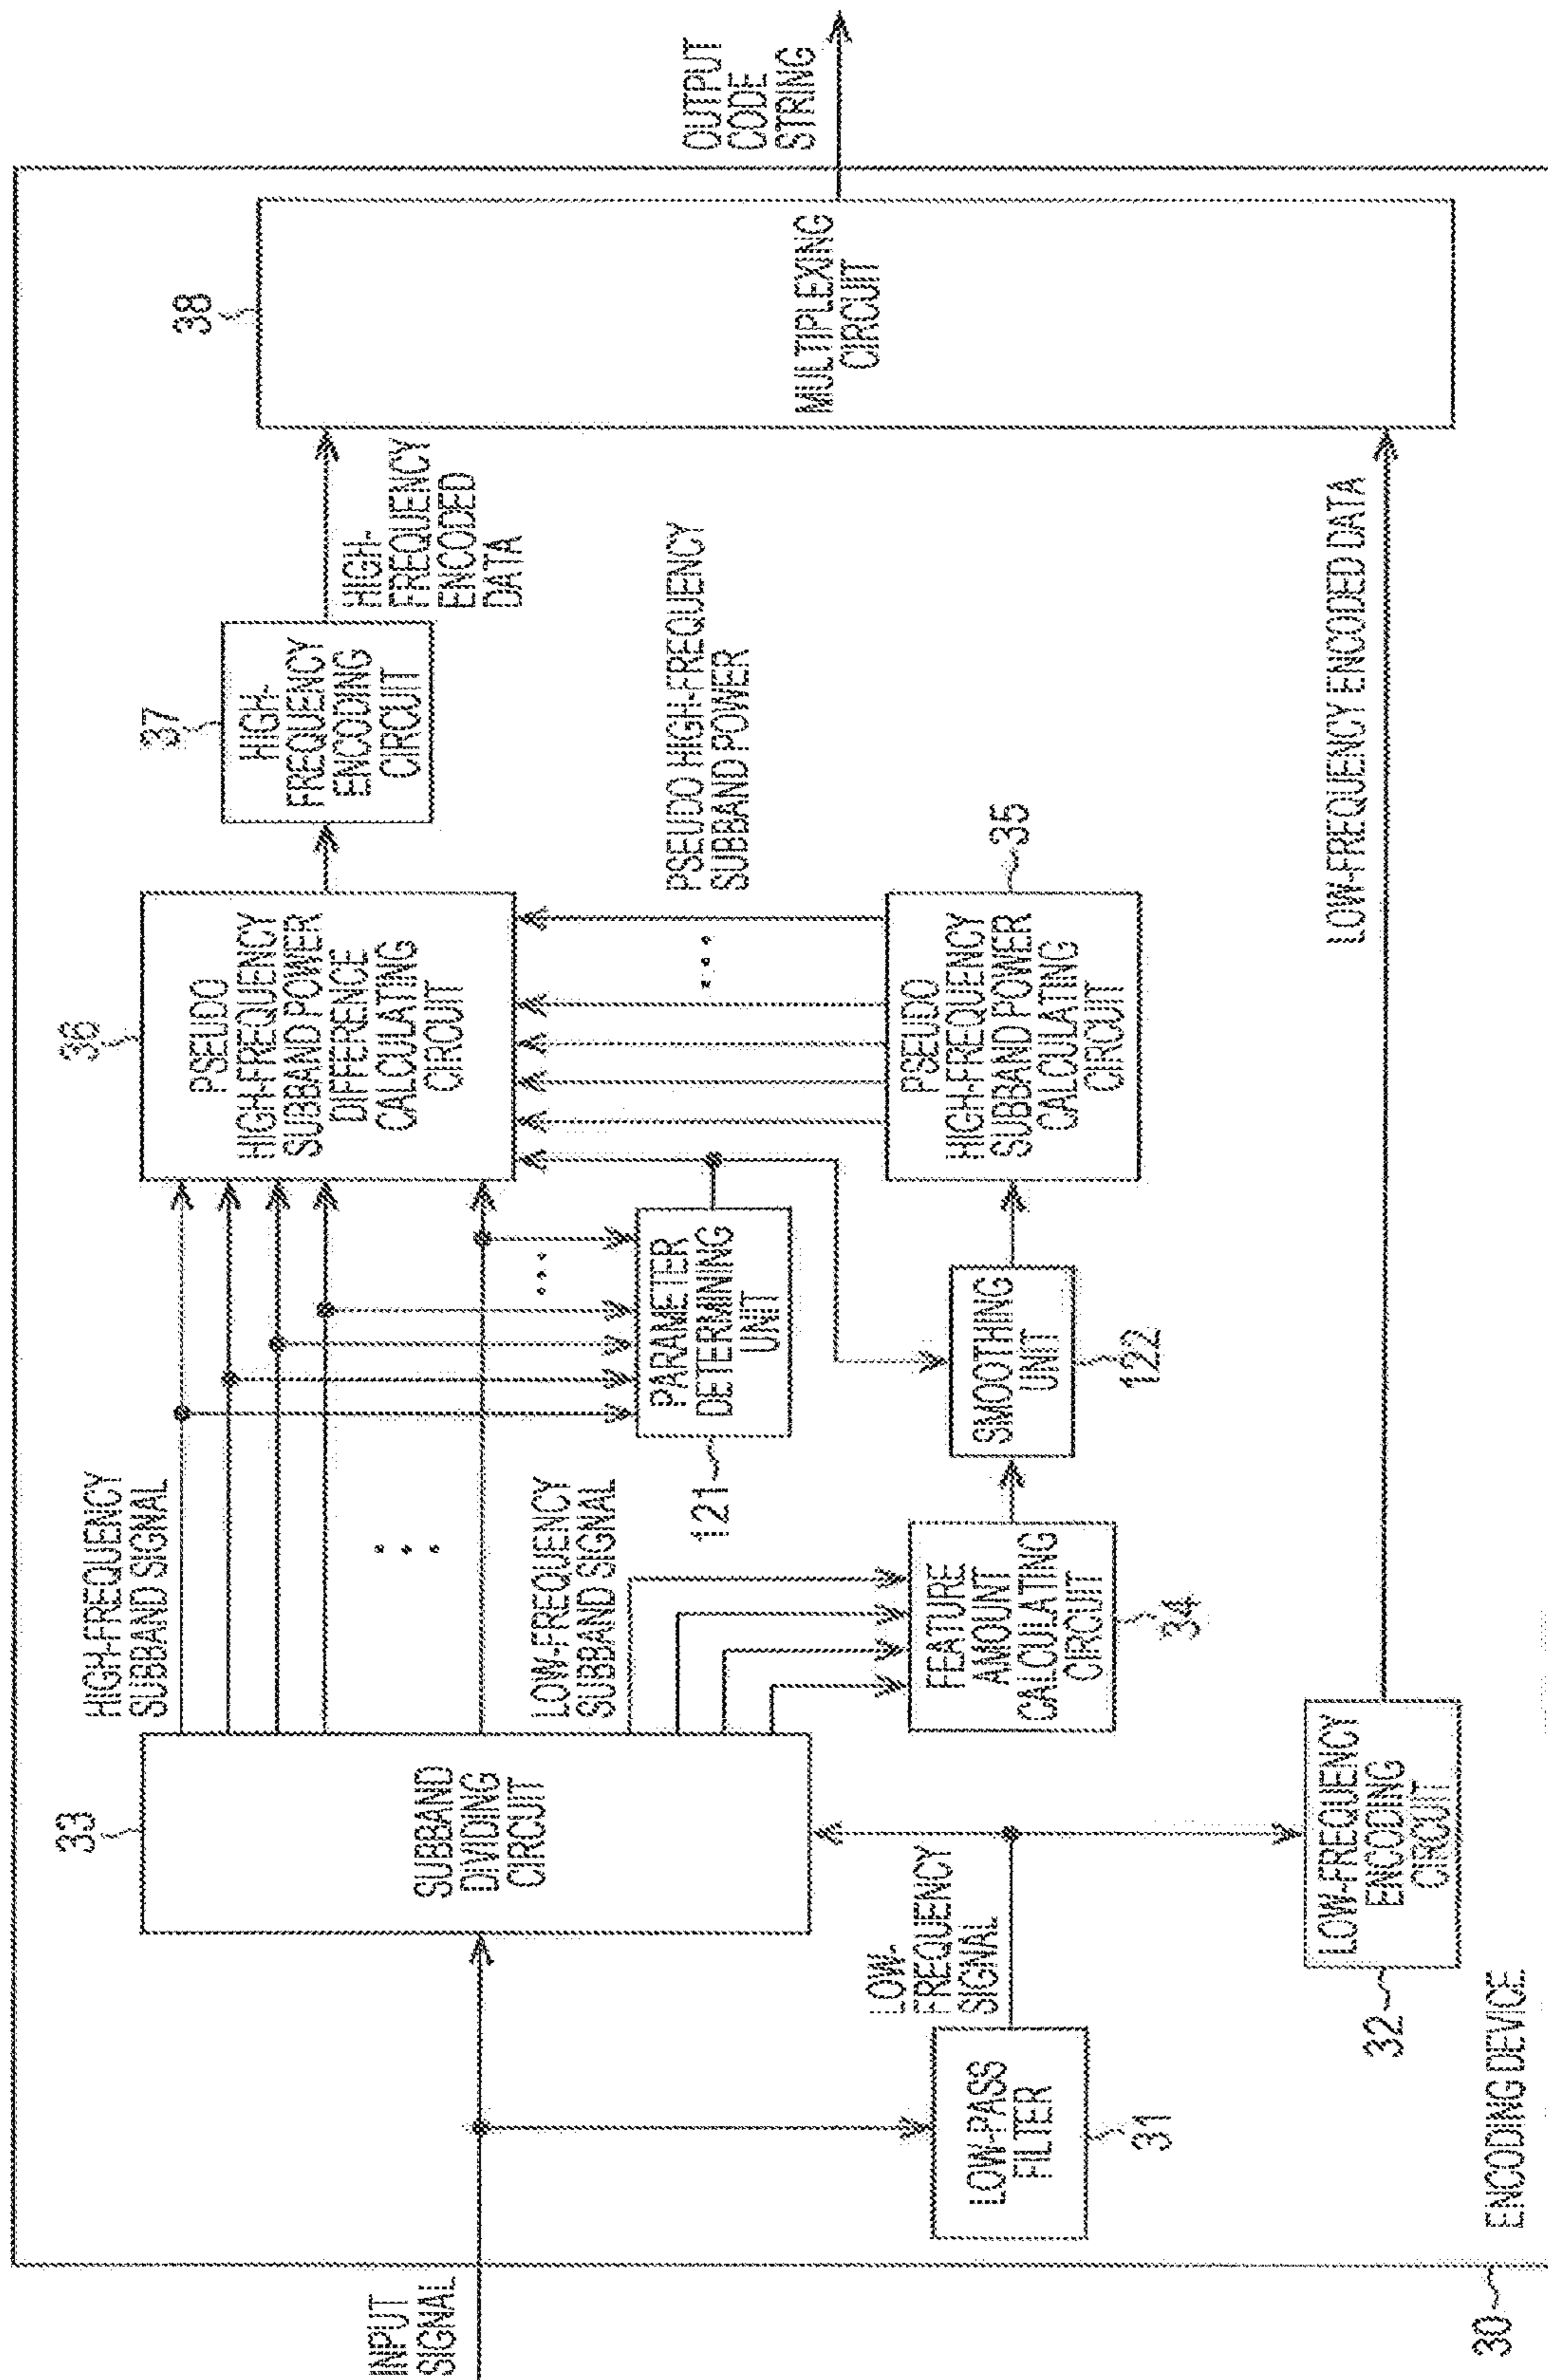 INPUT
SIGNAL
33
SUBBAND
DIVIDING
CIRCUIT
HIGH-FREQUENCY
SUBBAND SIGNAL
LOW-FREQUENCY
SUBBAND SIGNAL
36
PSEUDO
HIGH-FREQUENCY
SUBBAND POWER
DIFFERENCE
CALCULATING
CIRCUIT
37
HIGH-
FREQUENCY
ENCODING
CIRCUIT
HIGH-
FREQUENCY
ENCODED
DATA
38
MULTIPLEXING
CIRCUIT
OUTPUT
CODE
STRING
PARAMETER
DETERMINING
UNIT
121
PSEUDO HIGH-FREQUENCY
SUBBAND POWER
LOW-
FREQUENCY
SIGNAL
LOW-PASS
FILTER
31
FEATURE
AMOUNT
CALCULATING
CIRCUIT
34
SMOOTHING
UNIT
122
PSEUDO
HIGH-FREQUENCY
SUBBAND POWER
CALCULATING
CIRCUIT
35
LOW-FREQUENCY
ENCODING
CIRCUIT
32
LOW-FREQUENCY ENCODED DATA
30
ENCODING DEVICE